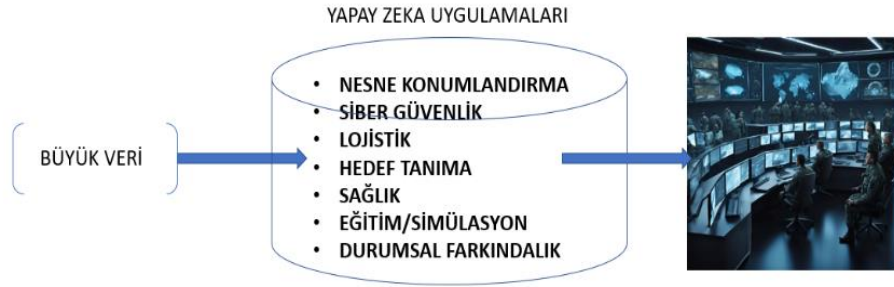 YAPAY ZEKA UYGULAMALARI
BÜYÜK VERİ
• NESNE KONUMLANDIRMA
• SİBER GÜVENLİK
• LOJİSTİK
• HEDEF TANIMA
• SAĞLIK
• EĞİTİM/SİMÜLASYON
• DURUMSAL FARKINDALIK